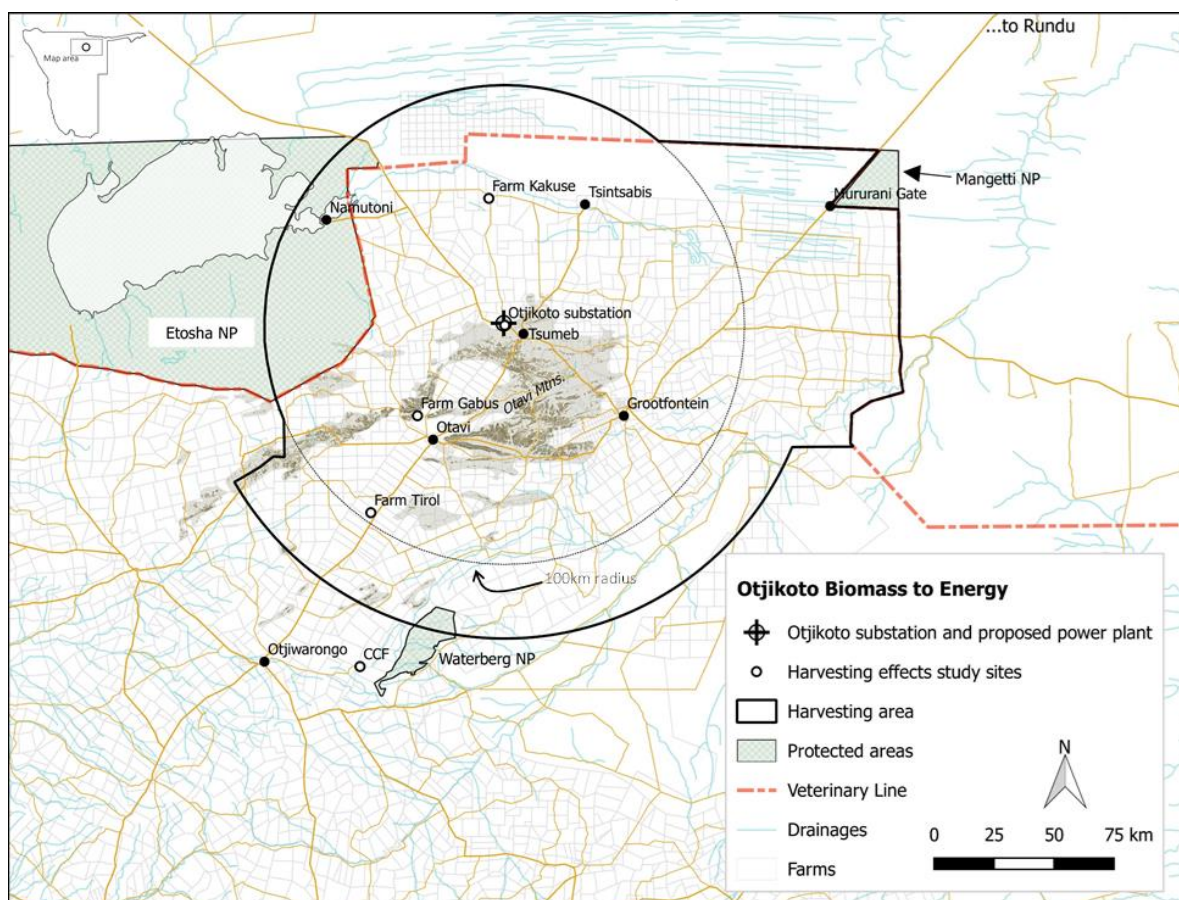 ...to Rundu
Map area
Mangetti NP
Farm Kakuse
Tsintsabis
Mururani Gate
Namutoni
Otjikoto substation
Etosha NP
Tsumeb
Otavi Mtns.
Farm Gabus
Grootfontein
Otavi
Farm Tirol
100km radius
Otjiwarongo
CCF
Waterberg NP
Otjikoto Biomass to Energy
Otjikoto substation and proposed power plant
Harvesting effects study sites
Harvesting area
Protected areas
Veterinary Line
Drainages
Farms
N
0 25 50 75 km